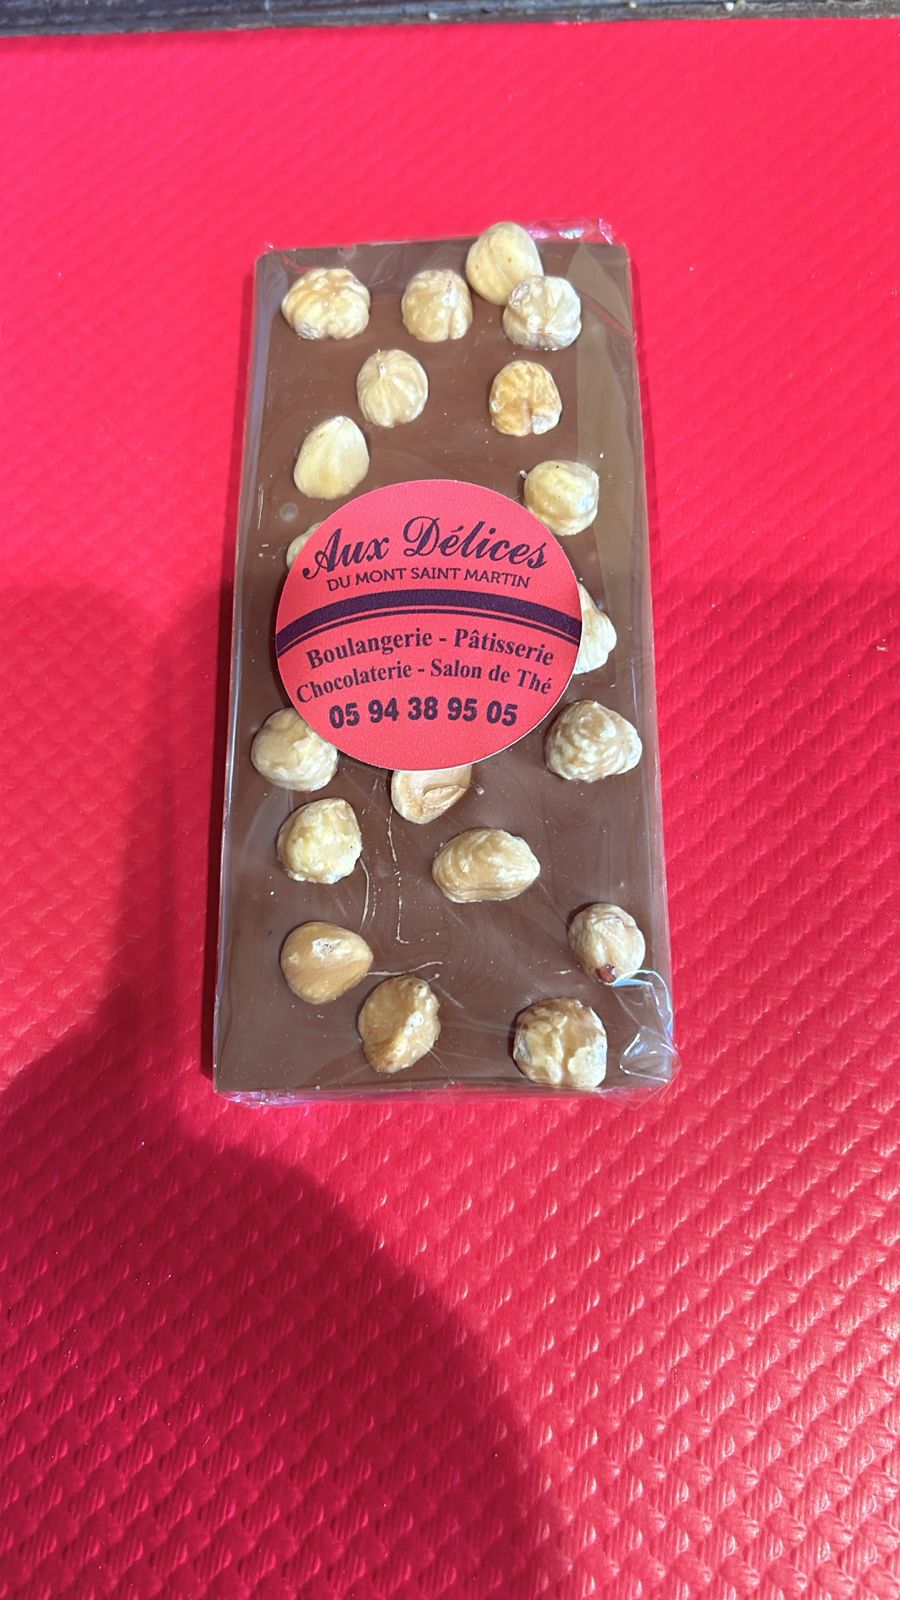 Aux Délices
DU MONT SAINT MARTIN
Boulangerie - Pâtisserie
Chocolaterie - Salon de Thé
05 94 38 95 05